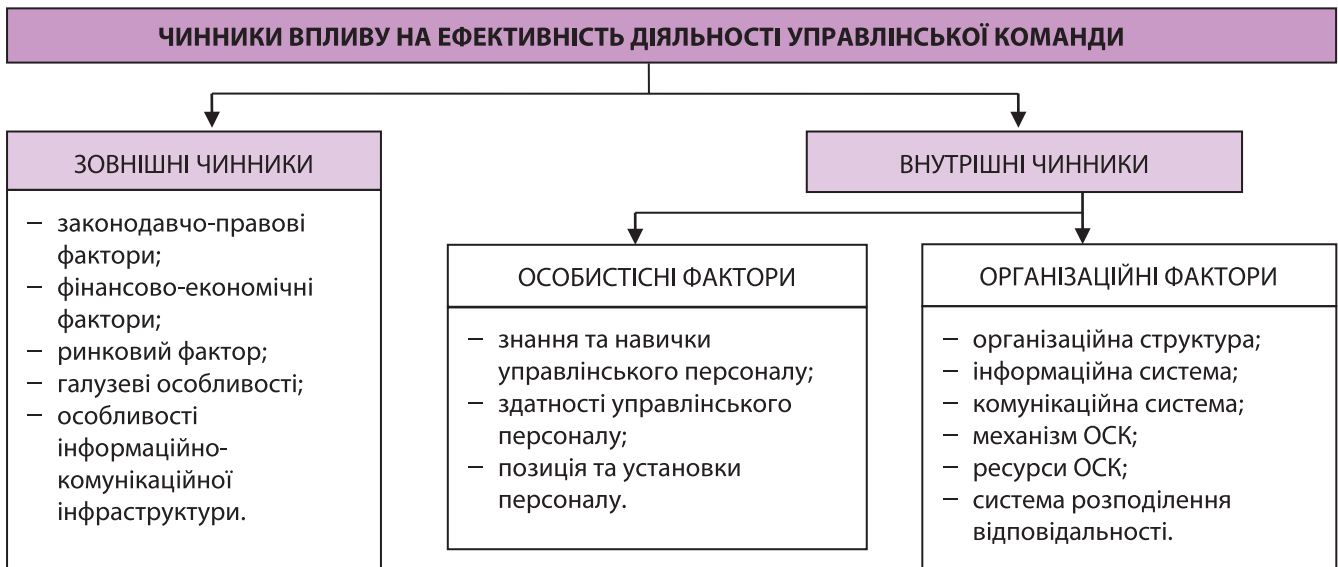 ЧИННИКИ ВПЛИВУ НА ЕФЕКТИВНІСТЬ ДІЯЛЬНОСТІ УПРАВЛІНСЬКОЇ КОМАНДИ
ЗОВНІШНІ ЧИННИКИ
– законодавчо-правові
фактори;
– фінансово-економічні
фактори;
– ринковий фактор;
– галузеві особливості;
– особливості
інформаційно-
комунікаційної
інфраструктури.
ВНУТРІШНІ ЧИННИКИ
ОСОБИСТІСНІ ФАКТОРИ
– знання та навички
управлінського персоналу;
– здатності управлінського
персоналу;
– позиція та установки
персоналу.
ОРГАНІЗАЦІЙНІ ФАКТОРИ
– організаційна структура;
– інформаційна система;
– комунікаційна система;
– механізм ОСК;
– ресурси ОСК;
– система розподілення
відповідальності.